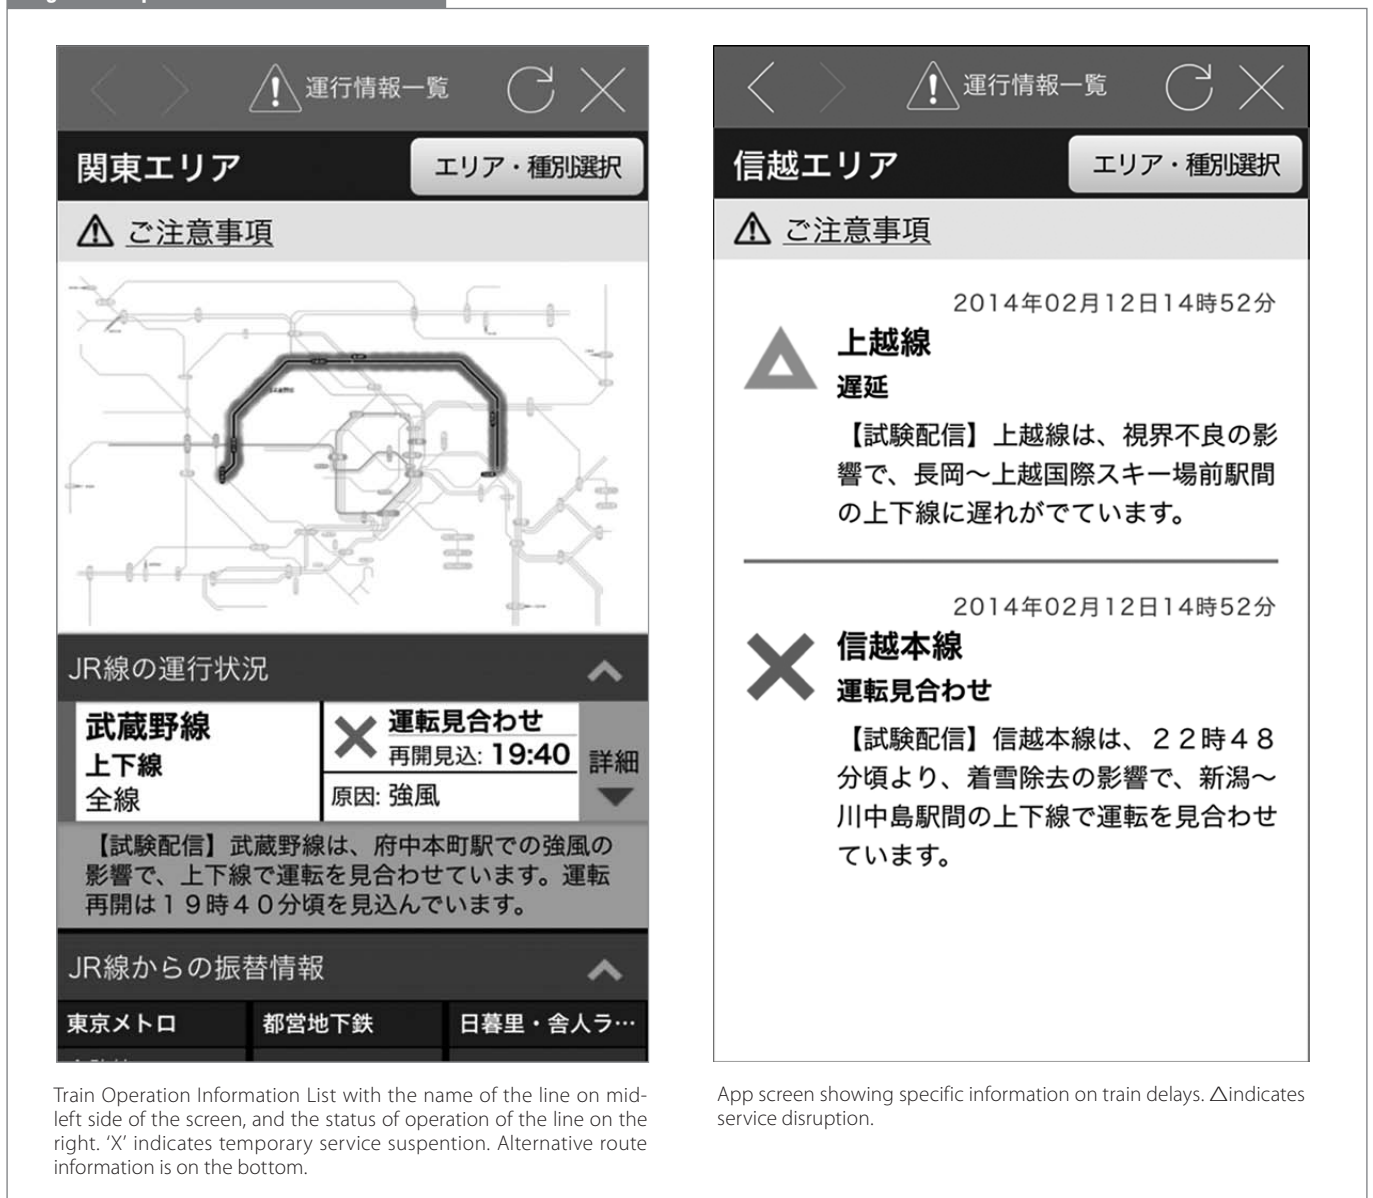 運行情報一覧
関東エリア
エリア・種別選択
ご注意事項
JR線の運行状況
武蔵野線
上下線
全線
運転見合わせ
再開見込: 19:40
原因: 強風
詳細
【試験配信】武蔵野線は、府中本町駅での強風の
影響で、上下線で運転を見合わせています。運転
再開は１９時４０分頃を見込んでいます。
JR線からの振替情報
東京メトロ
都営地下鉄
日暮里・舎人ラ…
Train Operation Information List with the name of the line on mid-
left side of the screen, and the status of operation of the line on the
right. ‘X’ indicates temporary service suspention. Alternative route
information is on the bottom.
運行情報一覧
信越エリア
エリア・種別選択
ご注意事項
2014年02月12日14時52分
上越線
遅延
【試験配信】上越線は、視界不良の影
響で、長岡〜上越国際スキー場前駅間
の上下線に遅れがでています。
2014年02月12日14時52分
信越本線
運転見合わせ
【試験配信】信越本線は、２２時４８
分頃より、着雪除去の影響で、新潟〜
川中島駅間の上下線で運転を見合わせ
ています。
App screen showing specific information on train delays. △indicates
service disruption.